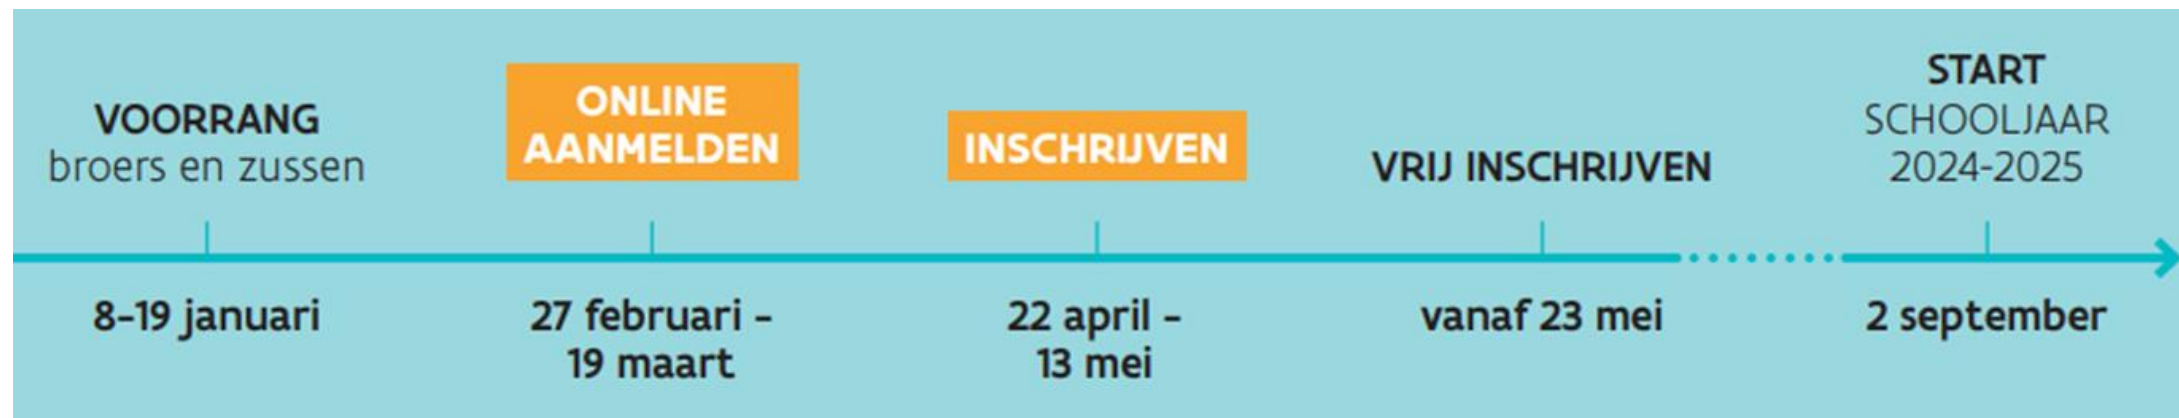 VOORRANG
broers en zussen
8-19 januari
ONLINE
AANMELDEN
27 februari -
19 maart
INSCHRIJVEN
22 april -
13 mei
VRIJ INSCHRIJVEN
vanaf 23 mei
START
SCHOOLJAAR
2024-2025
2 september